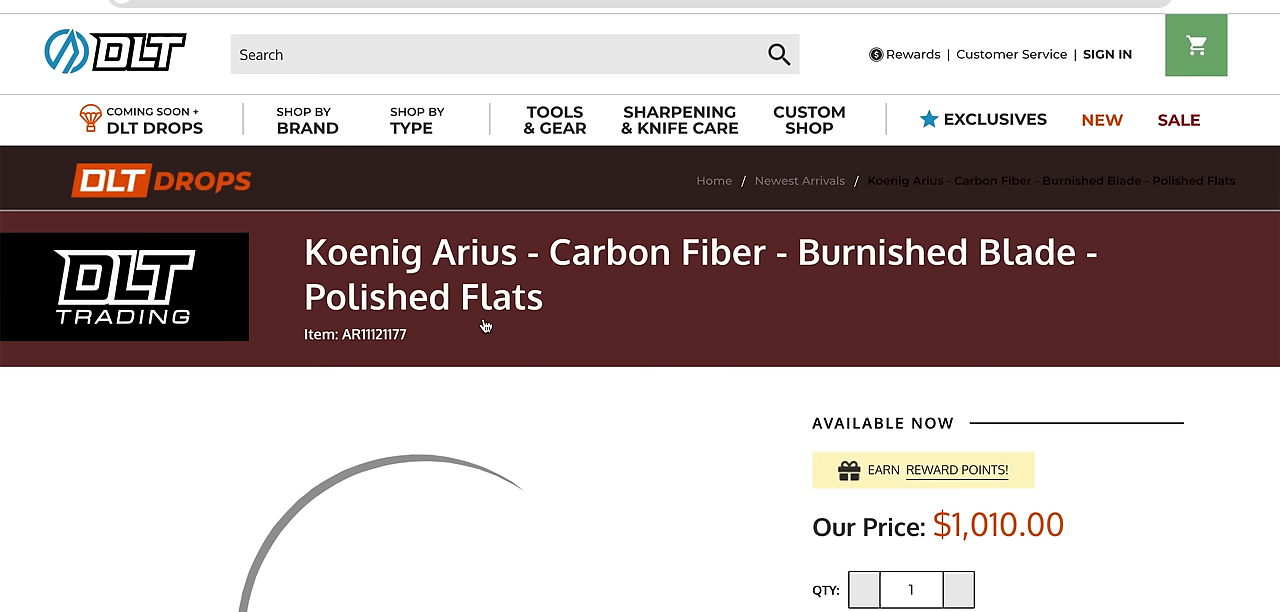 DLT
Search
Rewards | Customer Service | SIGN IN
COMING SOON +
DLT DROPS
SHOP BY
BRAND
SHOP BY
TYPE
TOOLS
& GEAR
SHARPENING
& KNIFE CARE
CUSTOM
SHOP
EXCLUSIVES
NEW
SALE
DLT DROPS
Home / Newest Arrivals / Koenig Arius - Carbon Fiber - Burnished Blade - Polished Flats
DLT
TRADING
Koenig Arius - Carbon Fiber - Burnished Blade -
Polished Flats
Item: AR11121177
AVAILABLE NOW
EARN REWARD POINTS!
Our Price: $1,010.00
QTY: 1